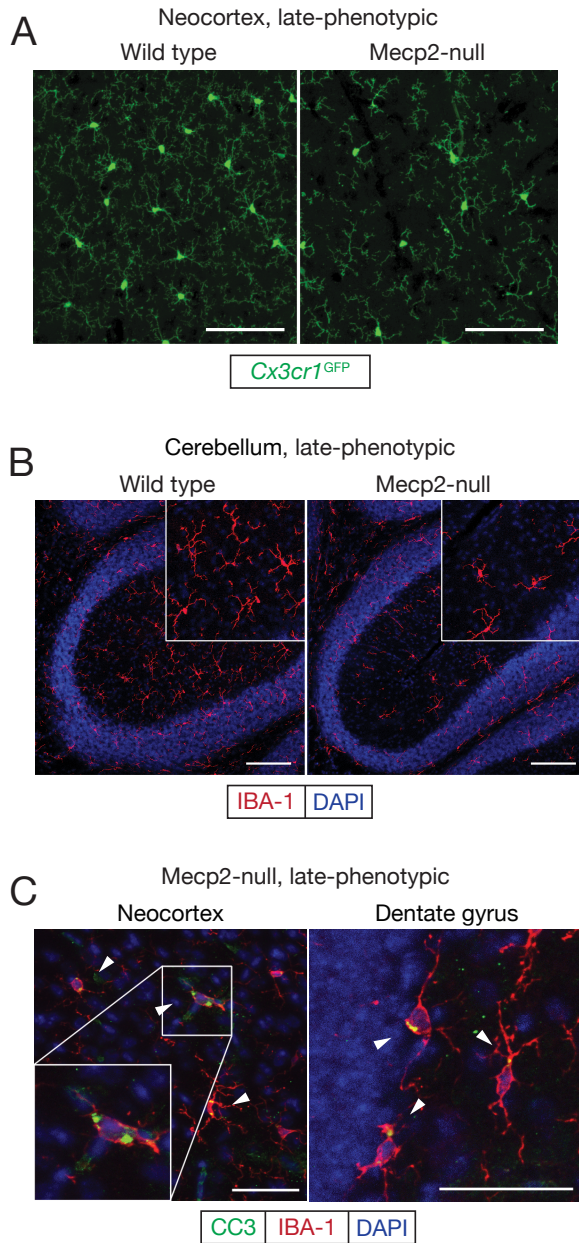 A
Neocortex, late-phenotypic
Wild type Mecp2-null
Cx3cr1GFP
B
Cerebellum, late-phenotypic
Wild type Mecp2-null
IBA-1 DAPI
C
Mecp2-null, late-phenotypic
Neocortex Dentate gyrus
CC3 IBA-1 DAPI